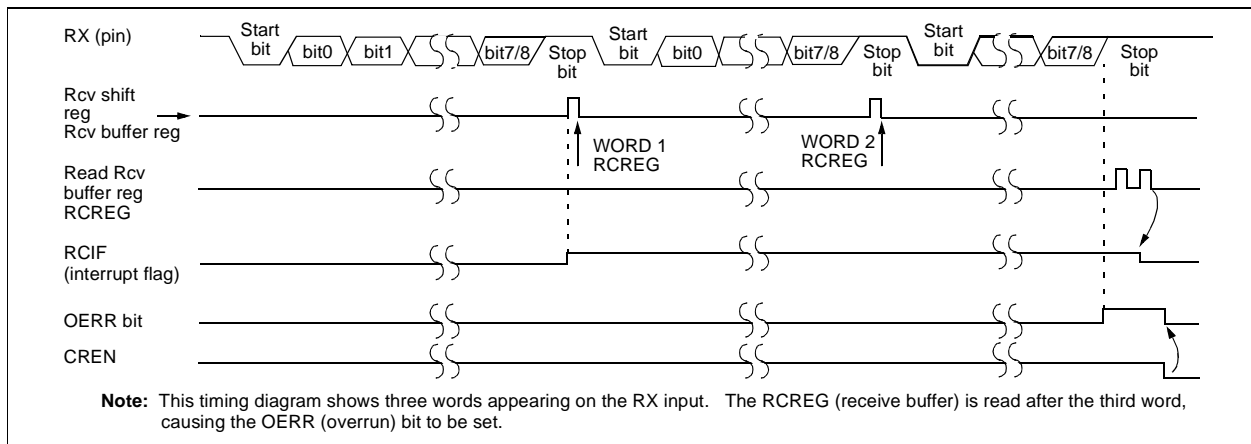 RX (pin)
Start bit
bit0
bit1
bit7/8
Stop bit
Start bit
bit0
bit7/8
Stop bit
Start bit
bit7/8
Stop bit
Rcv shift
reg
Rcv buffer reg
WORD 1
RCREG
WORD 2
RCREG
Read Rcv
buffer reg
RCREG
RCIF
(interrupt flag)
OERR bit
CREN
Note: This timing diagram shows three words appearing on the RX input. The RCREG (receive buffer) is read after the third word,
causing the OERR (overrun) bit to be set.